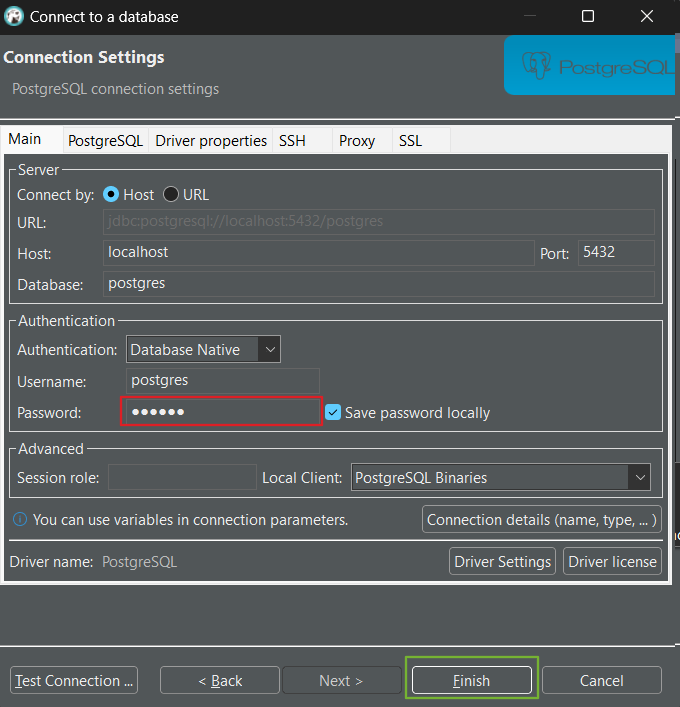 Connect to a database
Connection Settings
PostgreSQL connection settings
PostgreSQL
Main PostgreSQL Driver properties SSH Proxy SSL
Server
Connect by: Host URL
URL: jdbc:postgresql://localhost:5432/postgres
Host: localhost Port: 5432
Database: postgres
Authentication
Authentication: Database Native
Username: postgres
Password: ●●●●●● Save password locally
Advanced
Session role: Local Client: PostgreSQL Binaries
You can use variables in connection parameters. Connection details (name, type, ... )
Driver name: PostgreSQL Driver Settings Driver license
Test Connection ... < Back Next > Finish Cancel